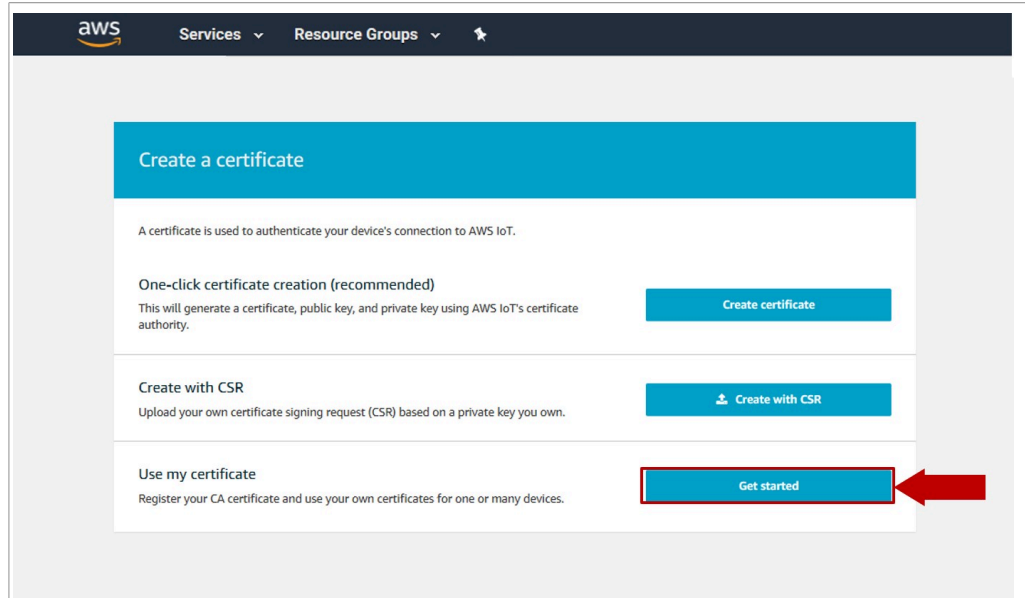 aws Services Resource Groups
Create a certificate
A certificate is used to authenticate your device's connection to AWS IoT.
One-click certificate creation (recommended)
This will generate a certificate, public key, and private key using AWS IoT's certificate
authority.
Create certificate
Create with CSR
Upload your own certificate signing request (CSR) based on a private key you own.
Create with CSR
Use my certificate
Register your CA certificate and use your own certificates for one or many devices.
Get started